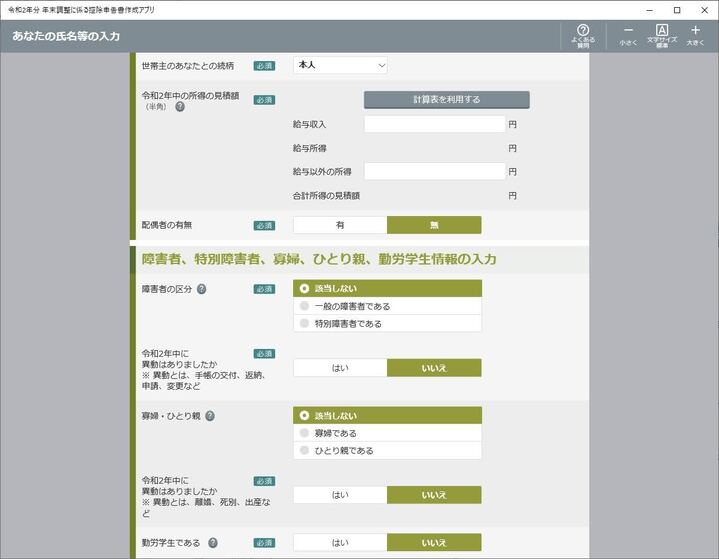 令和2年分 年末調整に係る控除申告書作成アプリ
あなたの氏名等の入力
よくある
質問
小さく
文字サイズ
標準
大きく
世帯主のあなたとの続柄 必須 本人
令和2年中の所得の見積額 必須 計算表を利用する
(半角)
給与収入 円
給与所得 円
給与以外の所得 円
合計所得の見積額 円
配偶者の有無 必須 有 無
障害者、特別障害者、寡婦、ひとり親、勤労学生情報の入力
障害者の区分 必須 該当しない
一般の障害者である
特別障害者である
令和2年中に 必須
異動はありましたか はい いいえ
※ 異動とは、手帳の交付、返納、
申請、変更など
寡婦・ひとり親 該当しない
寡婦である
ひとり親である
令和2年中に 必須
異動はありましたか はい いいえ
※ 異動とは、離婚、死別、出産な
ど
勤労学生である 必須 はい いいえ